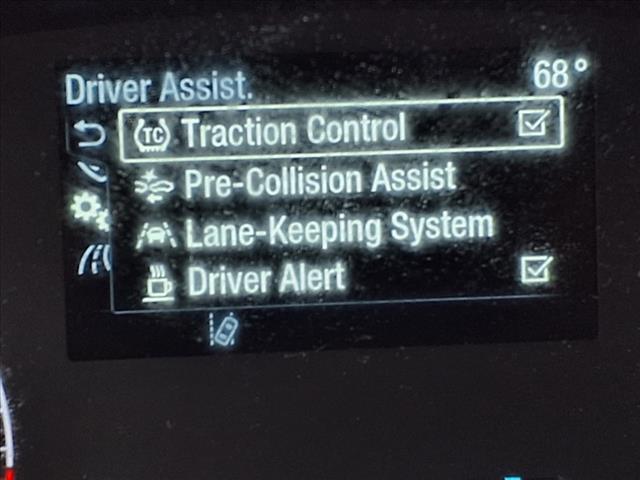 Driver Assist. 68°
TC Traction Control
Pre-Collision Assist
Lane-Keeping System
Driver Alert